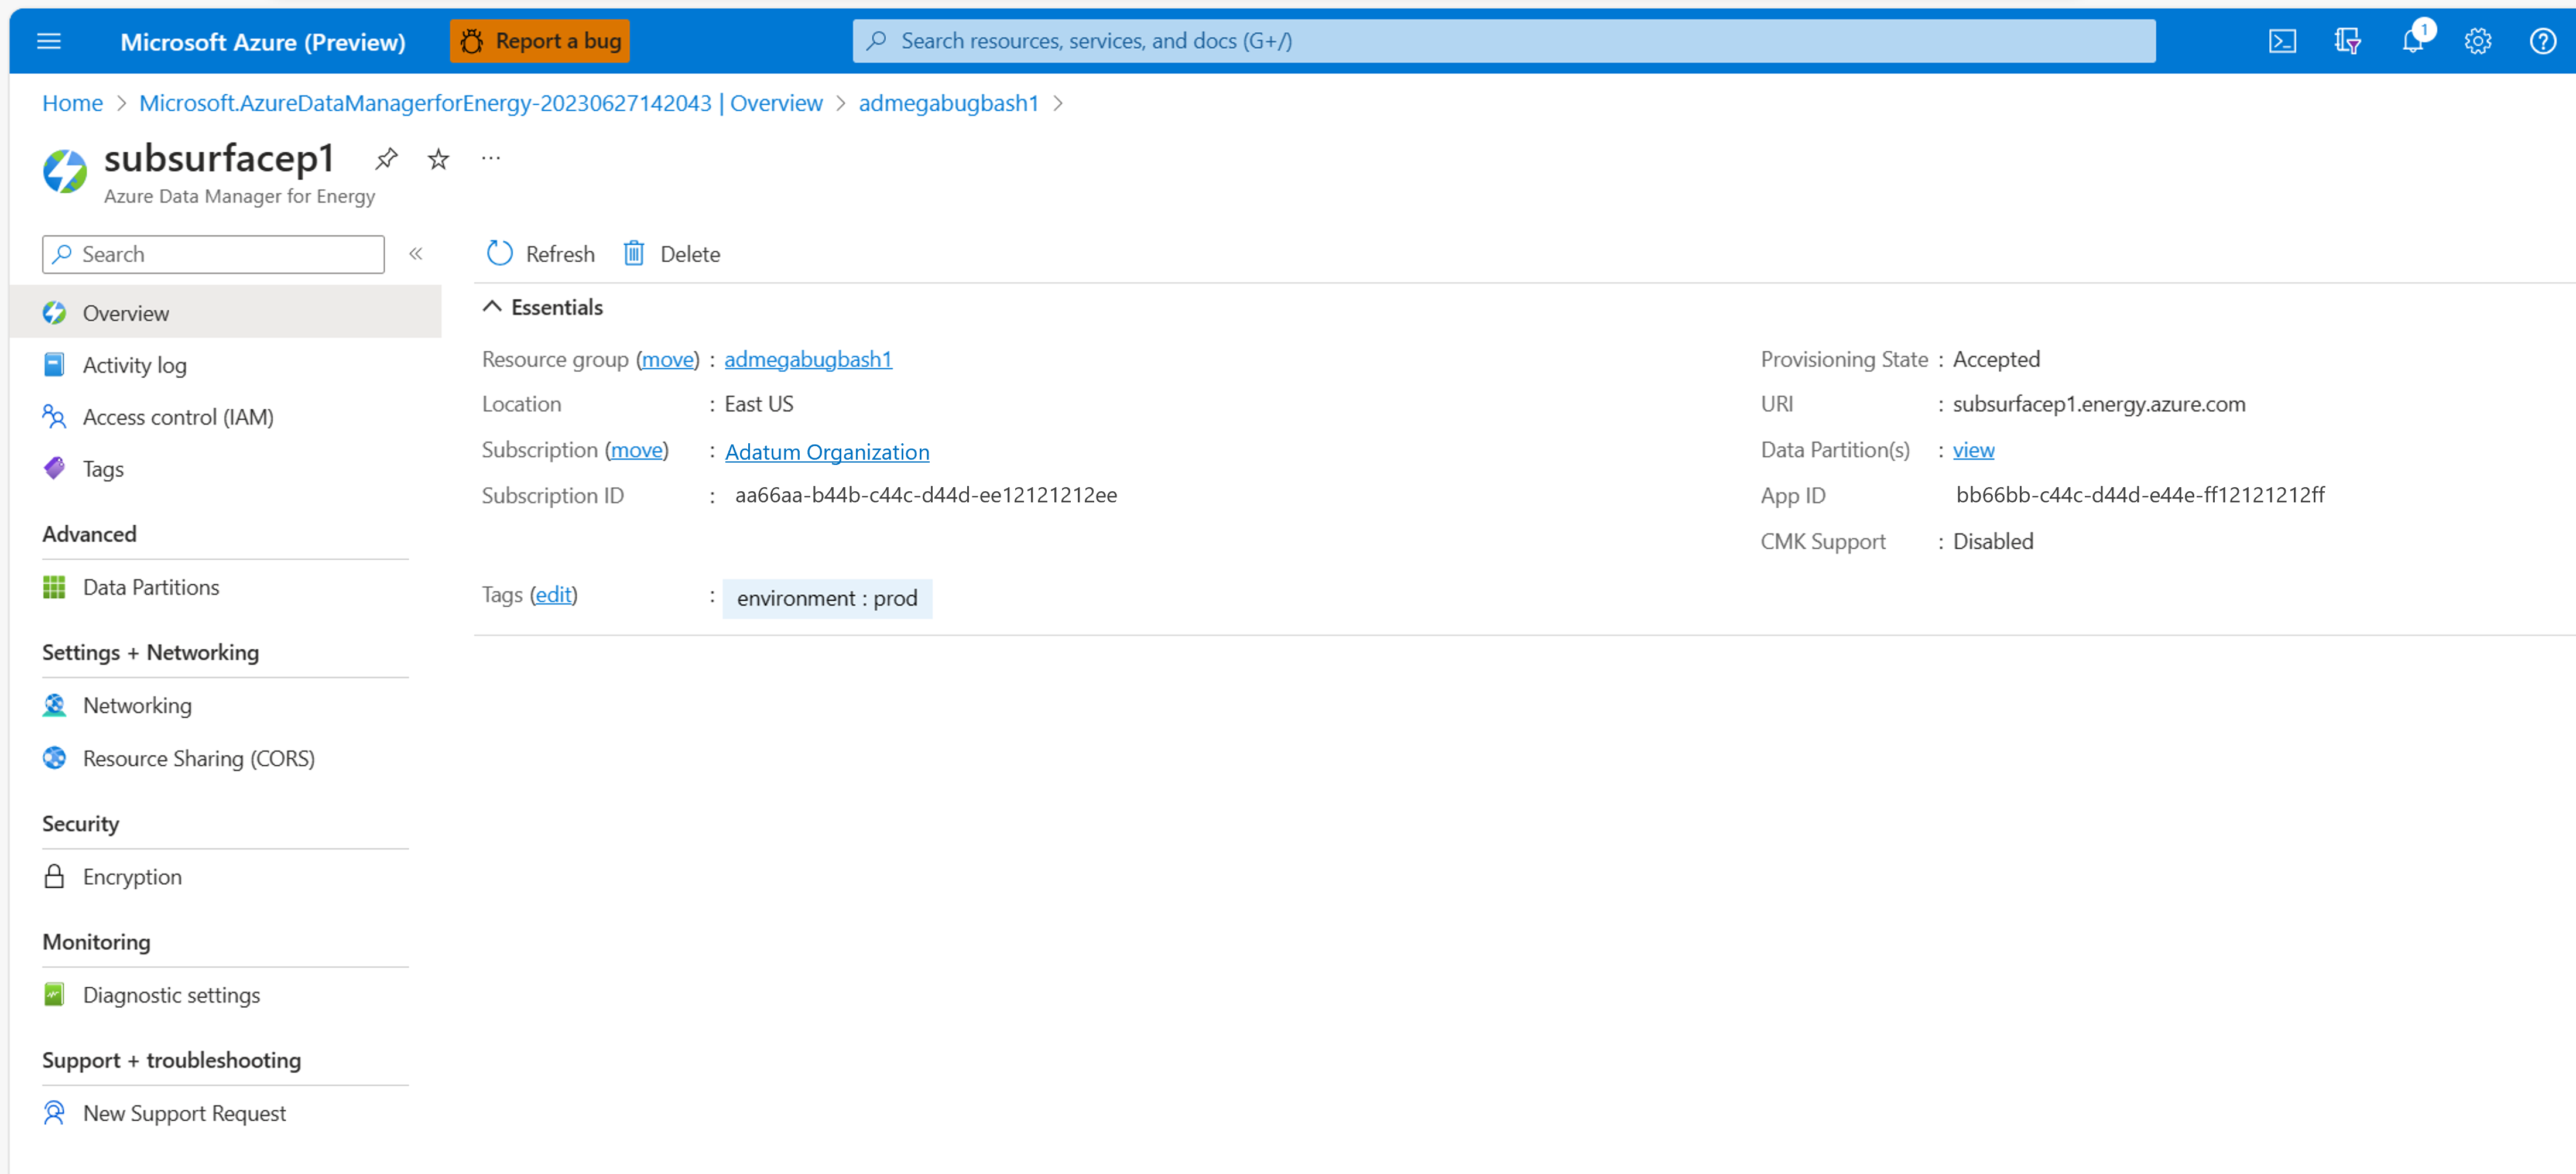 Microsoft Azure (Preview)
Report a bug
Search resources, services, and docs (G+/)
1
Home > Microsoft.AzureDataManagerforEnergy-20230627142043 | Overview > admegabugbash1 >
subsurfacep1
...
Azure Data Manager for Energy
Search
«
Refresh
Delete
Overview
Activity log
Access control (IAM)
Tags
Advanced
Data Partitions
Settings + Networking
Networking
Resource Sharing (CORS)
Security
Encryption
Monitoring
Diagnostic settings
Support + troubleshooting
New Support Request
Essentials
Resource group (move) : admegabugbash1
Location : East US
Subscription (move) : Adatum Organization
Subscription ID : aa66aa-b44b-c44c-d44d-ee12121212ee
Tags (edit) : environment : prod
Provisioning State : Accepted
URI : subsurfacep1.energy.azure.com
Data Partition(s) : view
App ID : bb66bb-c44c-d44d-e44e-ff12121212ff
CMK Support : Disabled